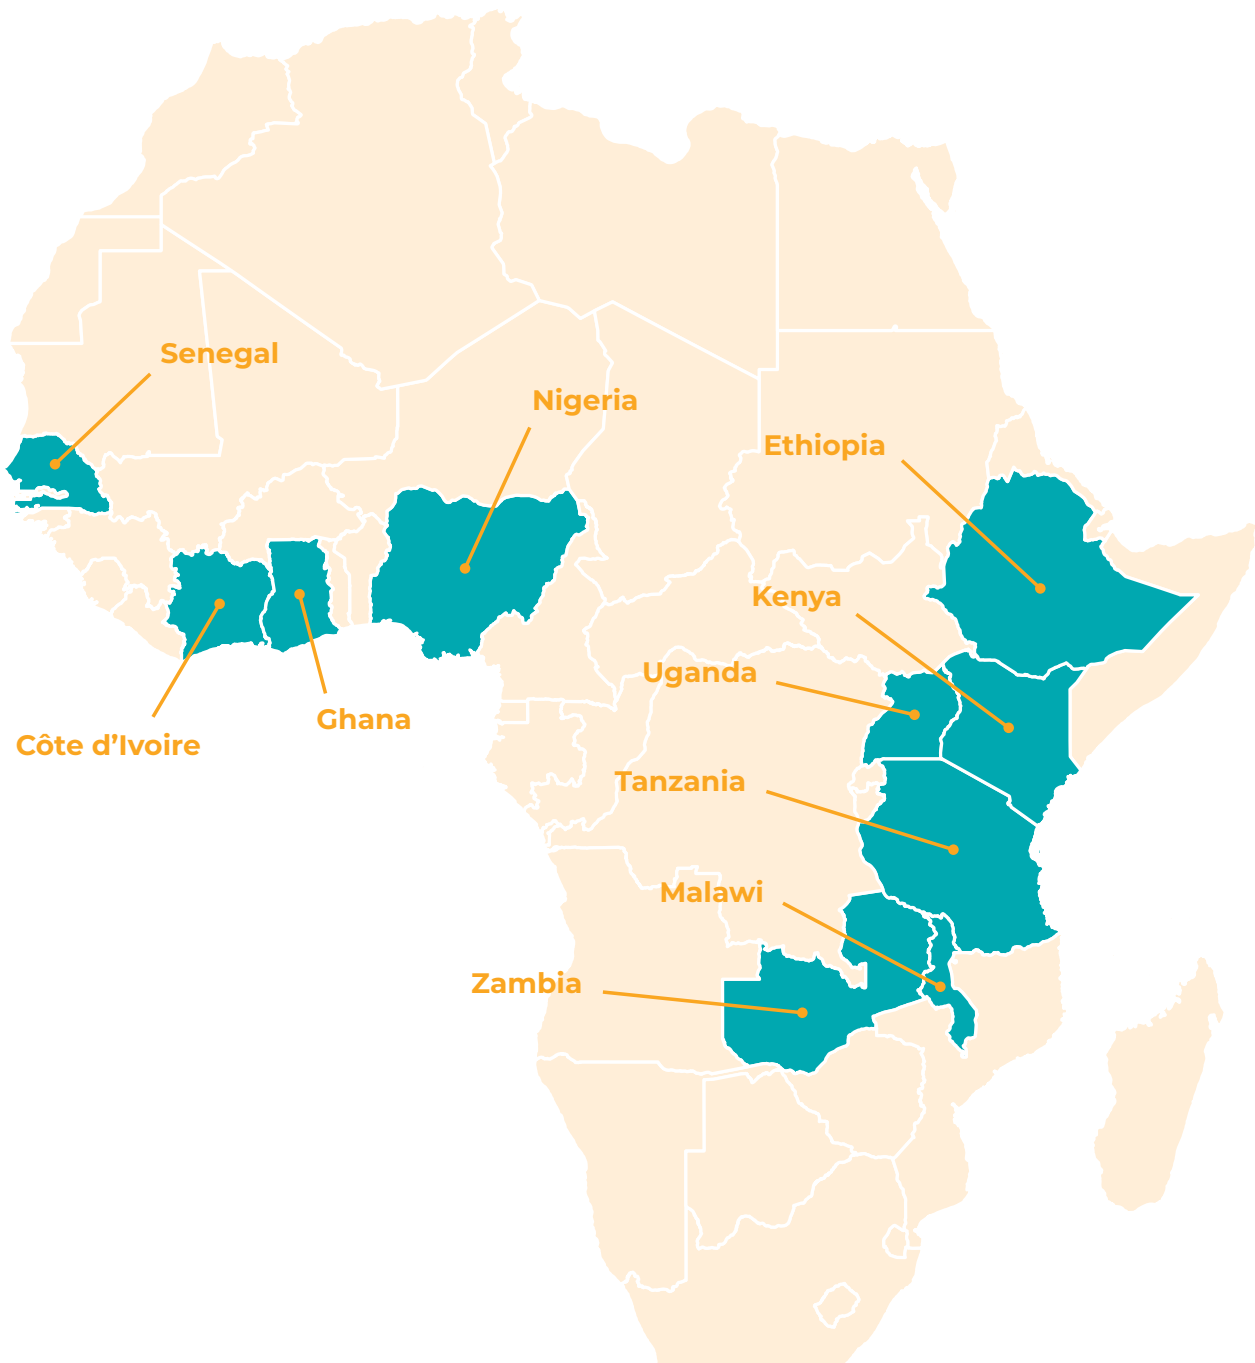 Senegal
Nigeria
Ethiopia
Kenya
Uganda
Ghana
Côte d’Ivoire
Tanzania
Malawi
Zambia